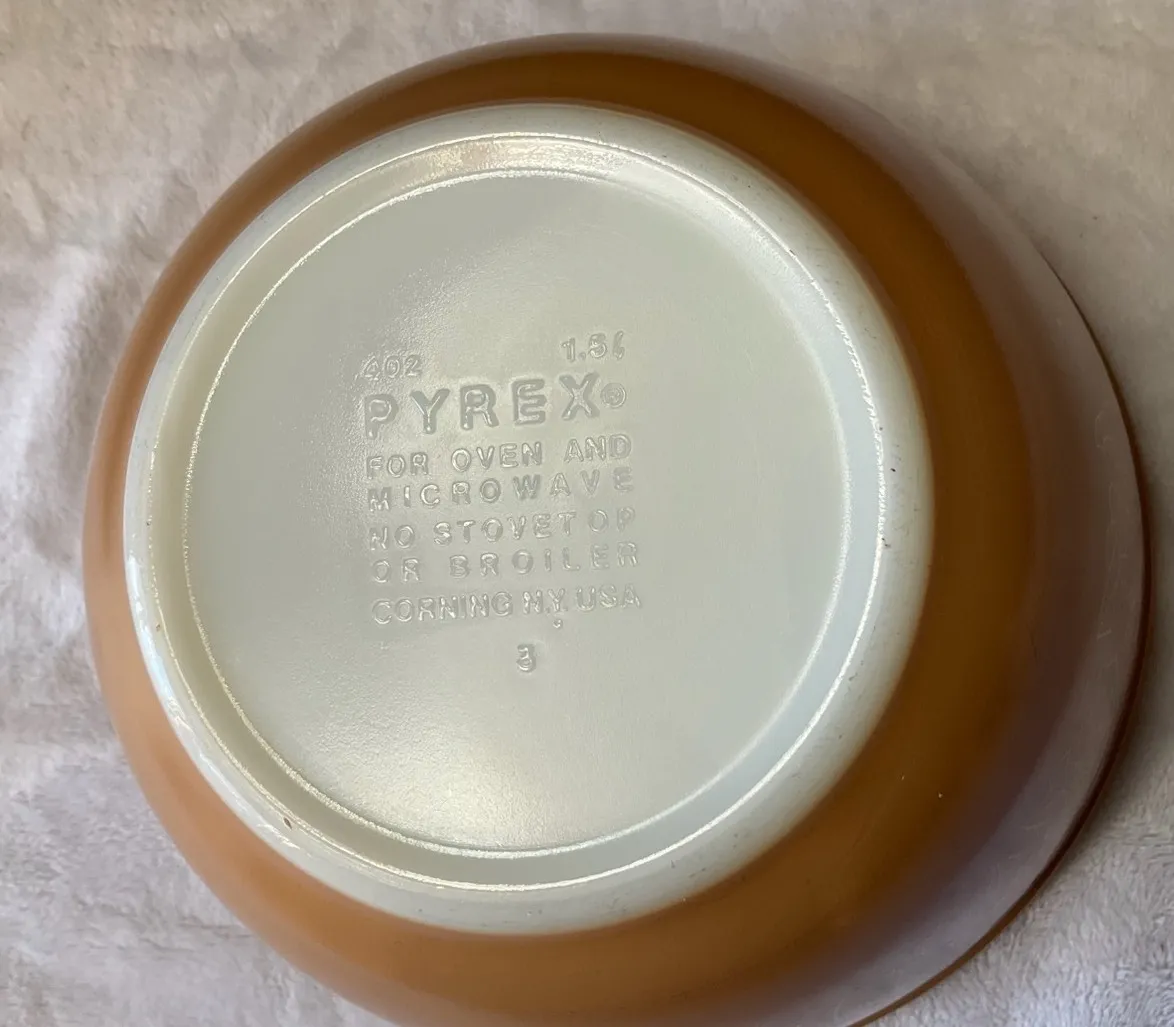 402 1.5ℓ
PYREX®
FOR OVEN AND
MICROWAVE
NO STOVETOP
OR BROILER
CORNING N.Y. USA
3